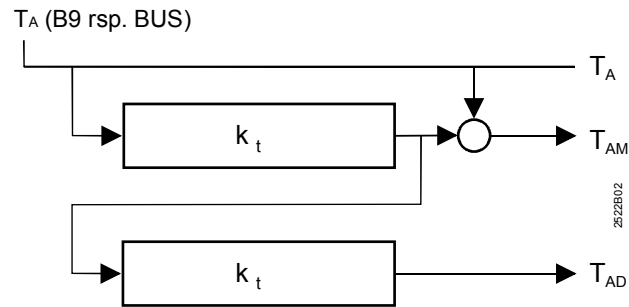 TA (B9 rsp. BUS)
TA
kt
TAM
2522B02
kt
TAD